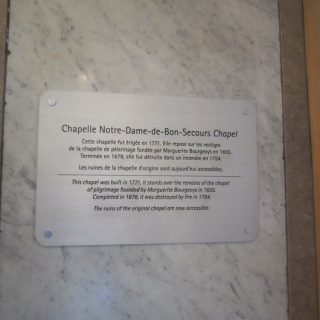 Chapelle Notre-Dame-de-Bon-Secours Chapel
Cette chapelle fut érigée en 1771. Elle repose sur les vestiges
de la chapelle de pèlerinage fondée par Marguerite Bourgeoys en 1655.
Terminée en 1678, elle fut détruite dans un incendie en 1754.
Les ruines de la chapelle d'origine sont aujourd'hui accessibles.
This chapel was built in 1771. It stands over the remains of the chapel
of pilgrimage founded by Marguerite Bourgeoys in 1655.
Completed in 1678, it was destroyed by fire in 1754.
The ruins of the original chapel are now accessible.